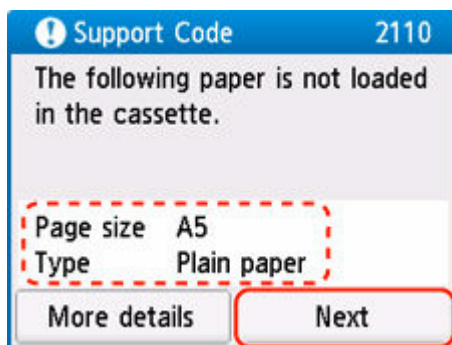 Support Code 2110
The following paper is not loaded
in the cassette.
Page size A5
Type Plain paper
More details Next